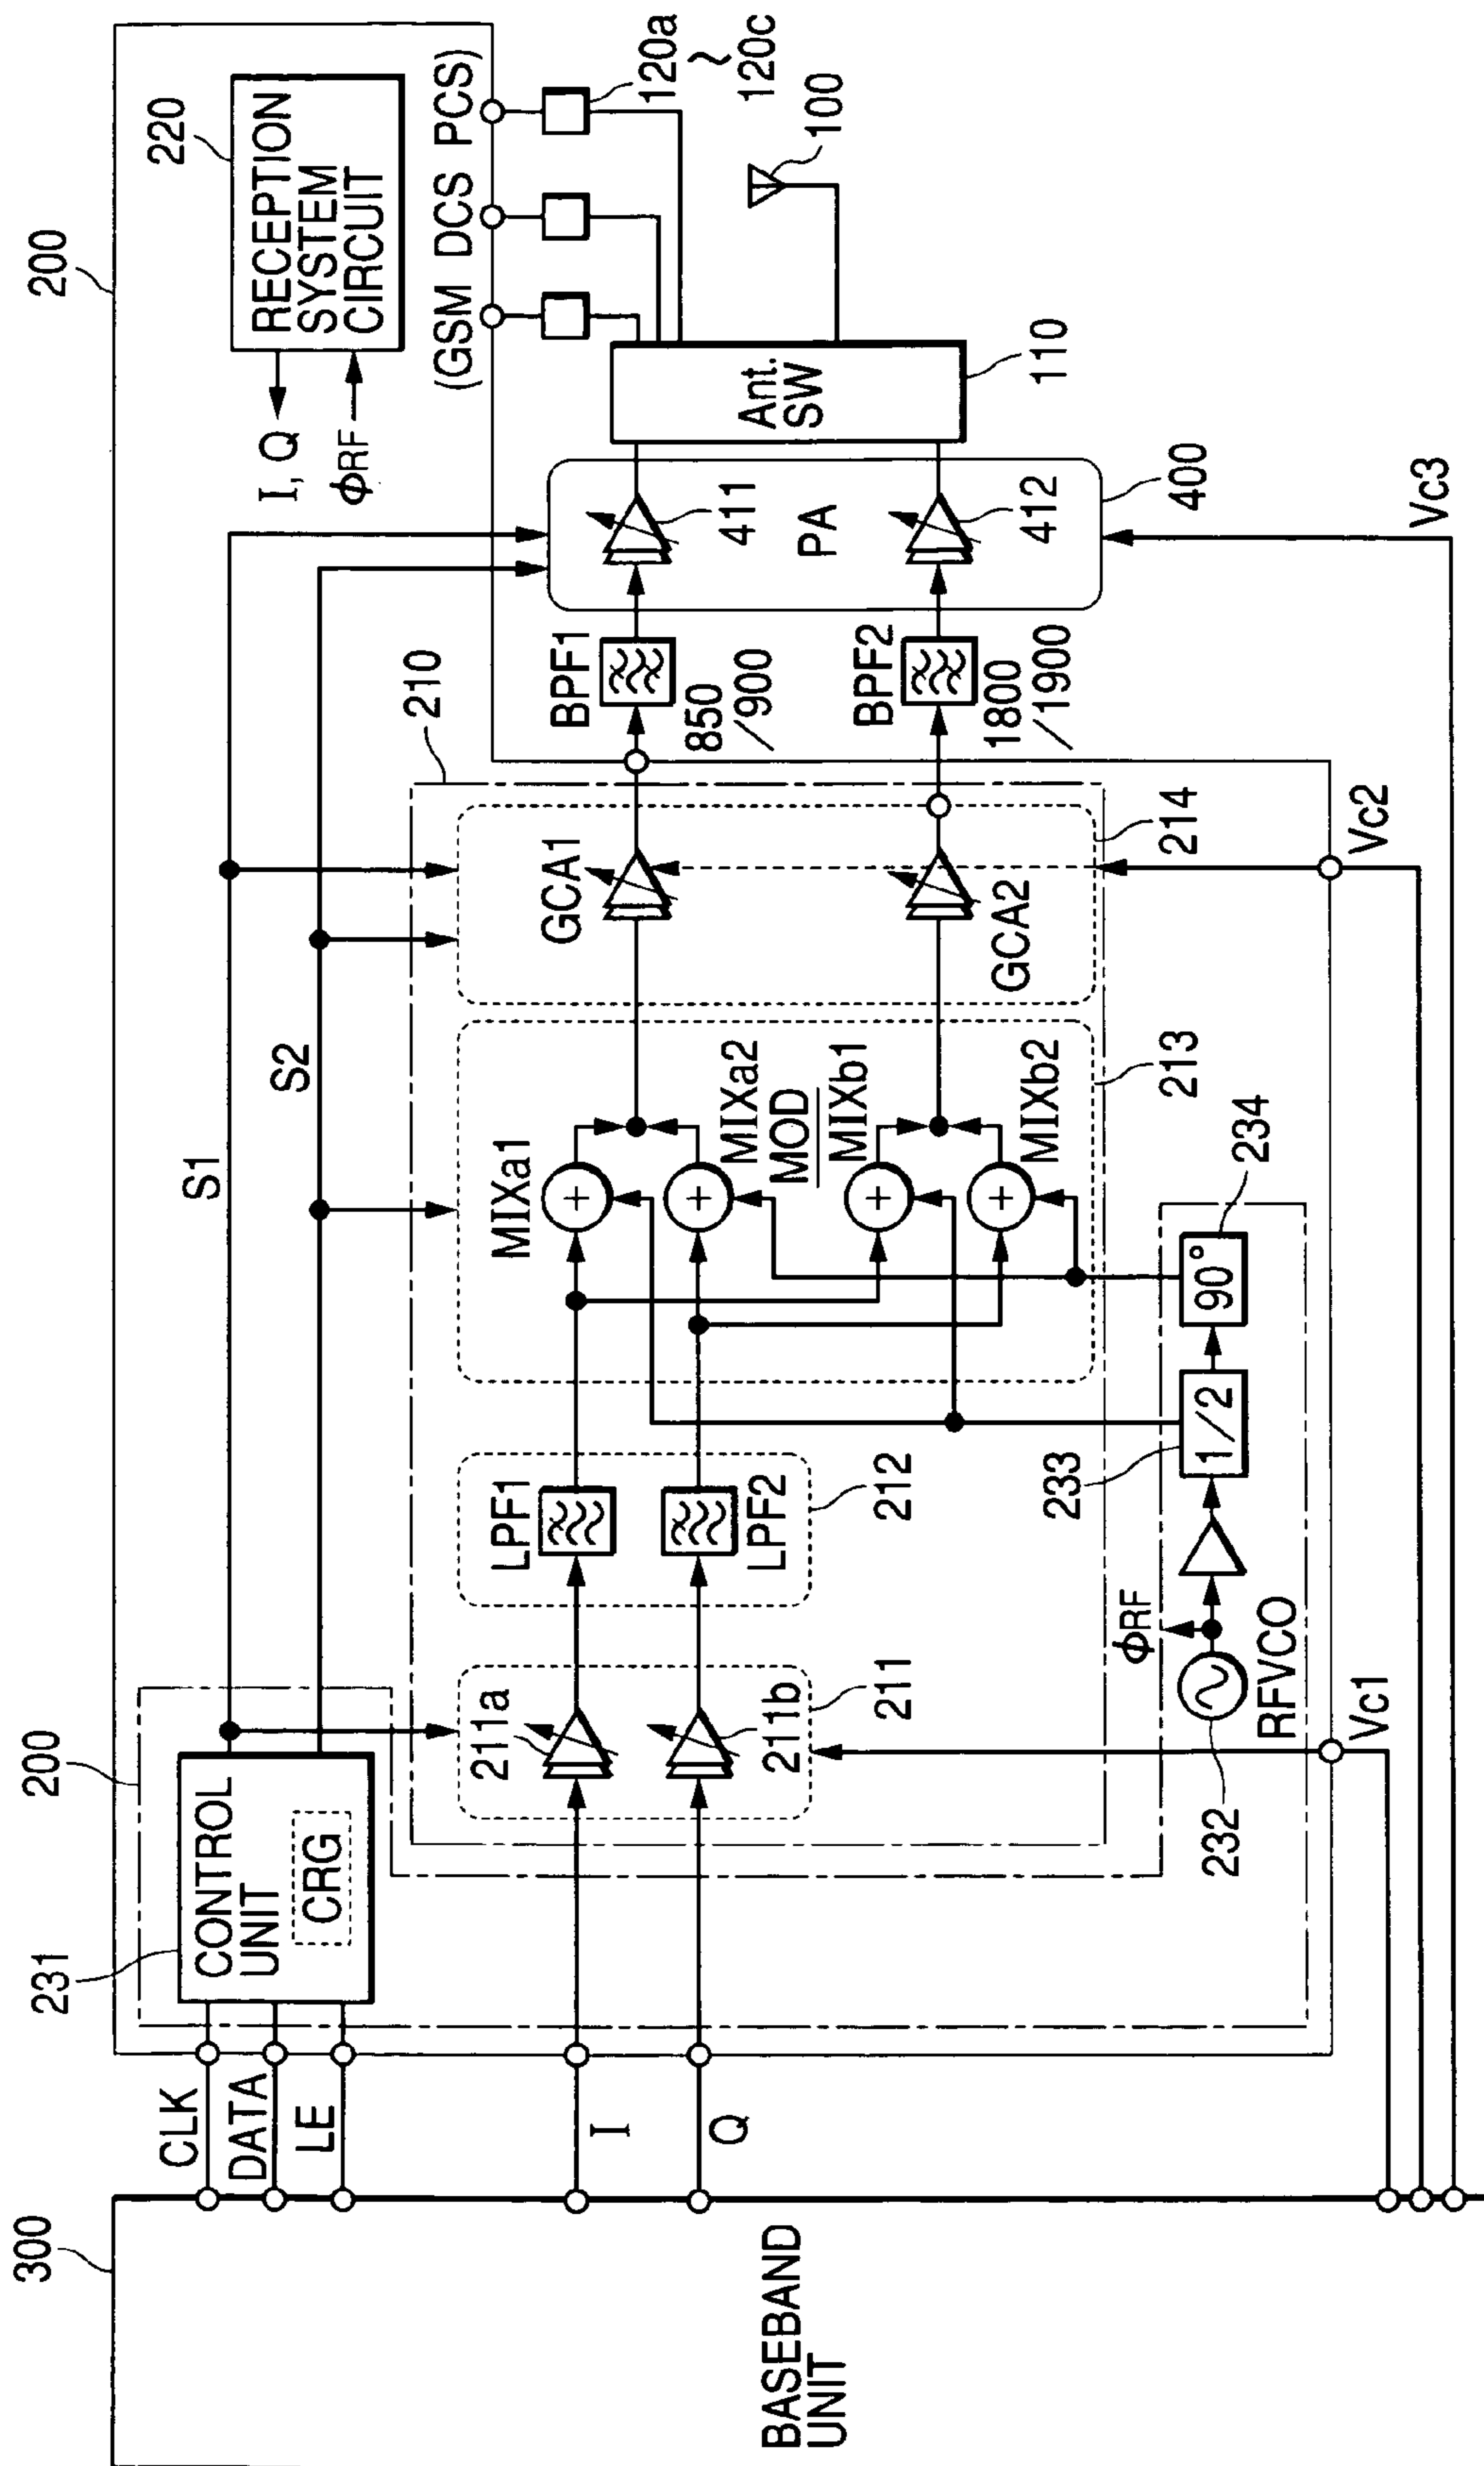 300
BASEBAND
UNIT
CLK
DATA
LE
I
Q
231
200
CONTROL
UNIT
CRG
S1
S2
200
220
RECEPTION
SYSTEM
CIRCUIT
I, Q
ϕRF
(GSM DCS PCS)
120a
~
120c
100
110
Ant.
SW
210
211a
211b
211
LPF1
LPF2
212
MIXa1
MIXa2
MOD
MIXb1
MIXb2
213
GCA1
GCA2
214
BPF1
850
/900
BPF2
1800
/1900
411
PA
412
400
232
RFVCO
ϕRF
233
1/2
90°
234
Vc1
Vc2
Vc3